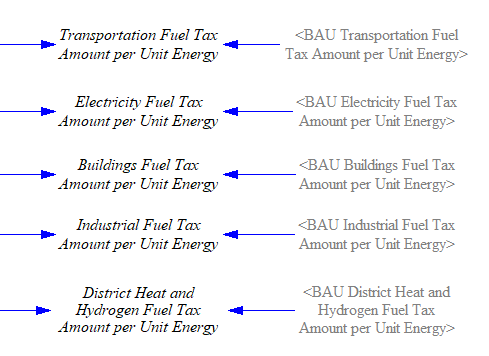 Transportation Fuel Tax
Amount per Unit Energy
<BAU Transportation Fuel
Tax Amount per Unit Energy>
Electricity Fuel Tax
Amount per Unit Energy
<BAU Electricity Fuel Tax
Amount per Unit Energy>
Buildings Fuel Tax
Amount per Unit Energy
<BAU Buildings Fuel Tax
Amount per Unit Energy>
Industrial Fuel Tax
Amount per Unit Energy
<BAU Industrial Fuel Tax
Amount per Unit Energy>
District Heat and
Hydrogen Fuel Tax
Amount per Unit Energy
<BAU District Heat and
Hydrogen Fuel Tax
Amount per Unit Energy>